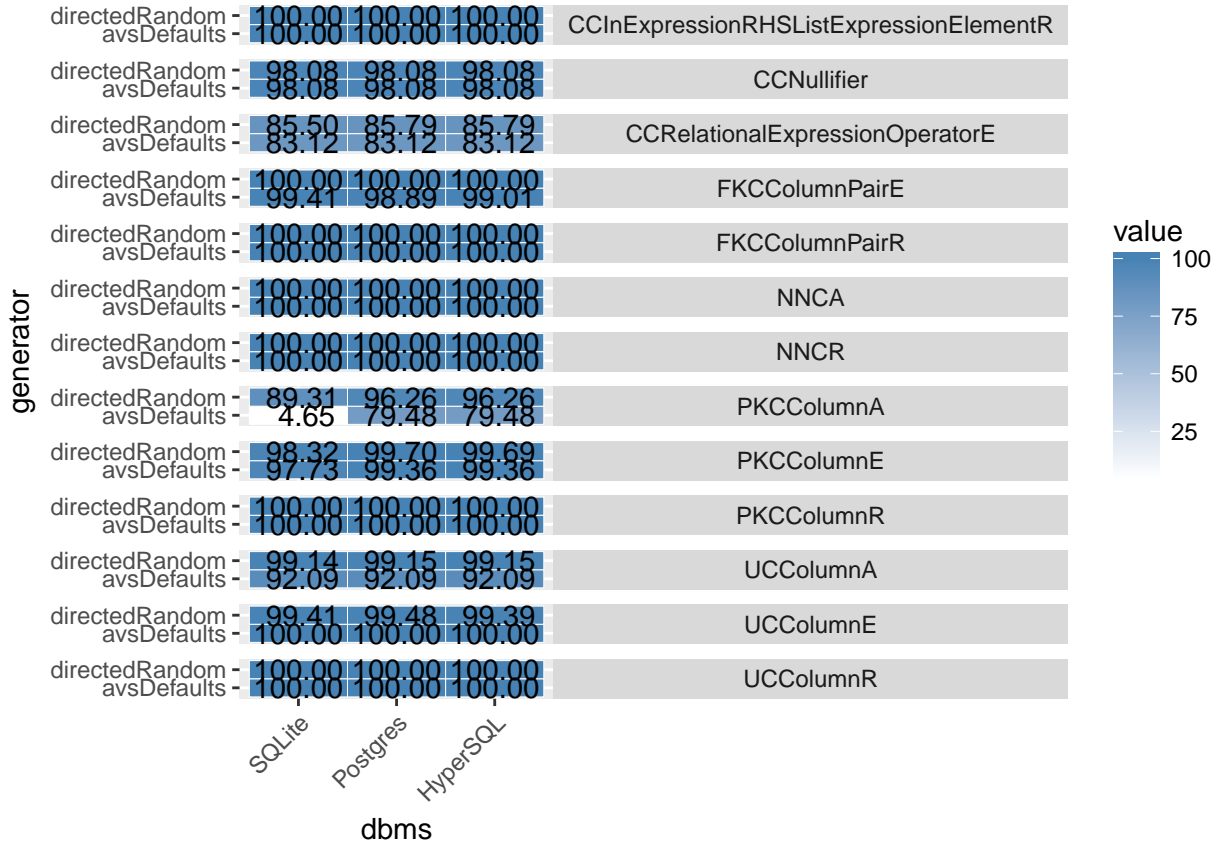 directedRandom 100.00 100.00 100.00
avsDefaults 100.00 100.00 100.00
CCInExpressionRHSListExpressionElementR
directedRandom 98.08 98.08 98.08
avsDefaults 98.08 98.08 98.08
CCNullifier
directedRandom 85.50 85.79 85.79
avsDefaults 83.12 83.12 83.12
CCRelationalExpressionOperatorE
directedRandom 100.00 100.00 100.00
avsDefaults 99.41 98.89 99.01
FKCColumnPairE
directedRandom 100.00 100.00 100.00
avsDefaults 100.00 100.00 100.00
FKCColumnPairR
directedRandom 100.00 100.00 100.00
avsDefaults 100.00 100.00 100.00
NNCA
directedRandom 100.00 100.00 100.00
avsDefaults 100.00 100.00 100.00
NNCR
directedRandom 89.31 96.26 96.26
avsDefaults 4.65 79.48 79.48
PKCColumnA
directedRandom 98.32 99.70 99.69
avsDefaults 97.73 99.36 99.36
PKCColumnE
directedRandom 100.00 100.00 100.00
avsDefaults 100.00 100.00 100.00
PKCColumnR
directedRandom 99.14 99.15 99.15
avsDefaults 92.09 92.09 92.09
UCColumnA
directedRandom 99.41 99.48 99.39
avsDefaults 100.00 100.00 100.00
UCColumnE
directedRandom 100.00 100.00 100.00
avsDefaults 100.00 100.00 100.00
UCColumnR
SQLite Postgres HyperSQL
dbms
generator
value
100
75
50
25